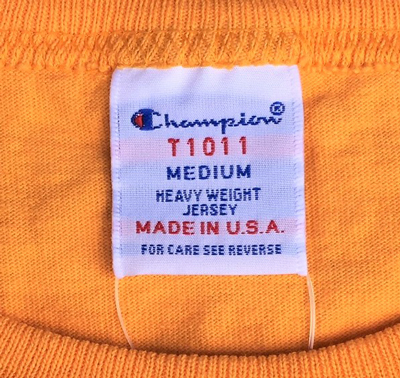 Champion®
T1011
MEDIUM
HEAVY WEIGHT
JERSEY
MADE IN U.S.A.
FOR CARE SEE REVERSE